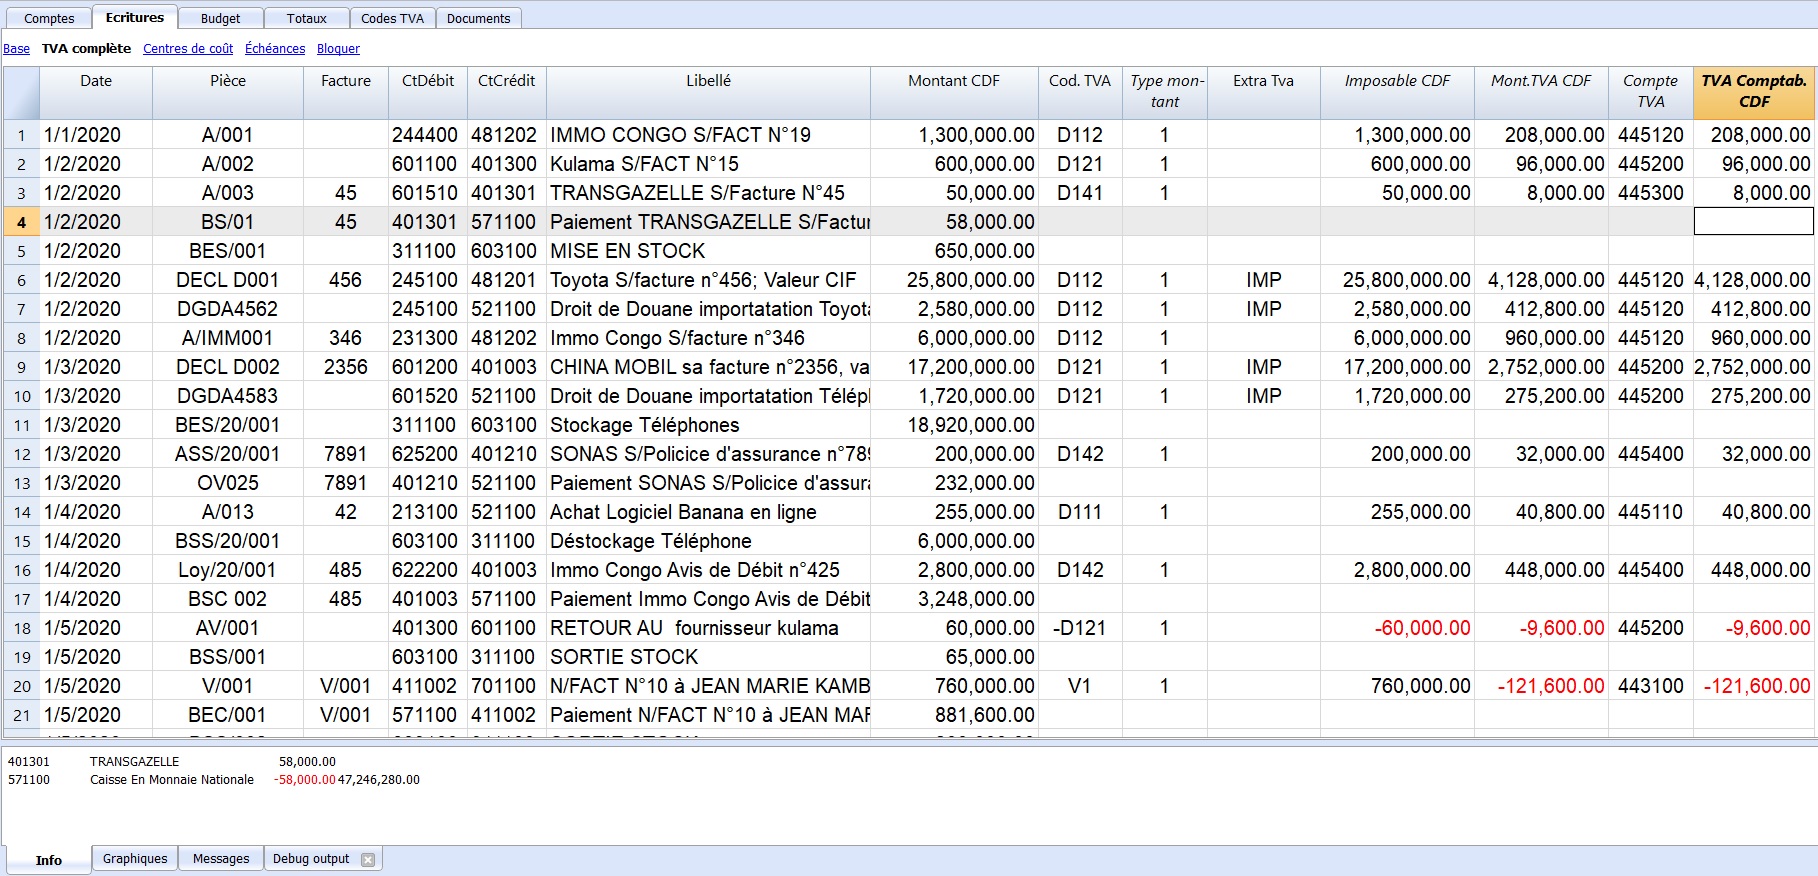 Comptes Ecritures Budget Totaux Codes TVA Documents
Base TVA complète Centres de coût Échéances Bloquer
Date Pièce Facture CtDébit CtCrédit Libellé Montant CDF Cod. TVA Type mon- Extra Tva Imposable CDF Mont.TVA CDF Compte TVA Comptab.
tant TVA CDF
1 1/1/2020 A/001 244400 481202 IMMO CONGO S/FACT N°19 1,300,000.00 D112 1 1,300,000.00 208,000.00 445120 208,000.00
2 1/2/2020 A/002 601100 401300 Kulama S/FACT N°15 600,000.00 D121 1 600,000.00 96,000.00 445200 96,000.00
3 1/2/2020 A/003 45 601510 401301 TRANSGAZELLE S/Facture N°45 50,000.00 D141 1 50,000.00 8,000.00 445300 8,000.00
4 1/2/2020 BS/01 45 401301 571100 Paiement TRANSGAZELLE S/Factur 58,000.00
5 1/2/2020 BES/001 311100 603100 MISE EN STOCK 650,000.00
6 1/2/2020 DECL D001 456 245100 481201 Toyota S/facture n°456; Valeur CIF 25,800,000.00 D112 1 IMP 25,800,000.00 4,128,000.00 445120 4,128,000.00
7 1/2/2020 DGDA4562 245100 521100 Droit de Douane importatation Toyota 2,580,000.00 D112 1 IMP 2,580,000.00 412,800.00 445120 412,800.00
8 1/2/2020 A/IMM001 346 231300 481202 Immo Congo S/facture n°346 6,000,000.00 D112 1 6,000,000.00 960,000.00 445120 960,000.00
9 1/3/2020 DECL D002 2356 601200 401003 CHINA MOBIL sa facture n°2356, va 17,200,000.00 D121 1 IMP 17,200,000.00 2,752,000.00 445200 2,752,000.00
10 1/3/2020 DGDA4583 601520 521100 Droit de Douane importatation Télépl 1,720,000.00 D121 1 IMP 1,720,000.00 275,200.00 445200 275,200.00
11 1/3/2020 BES/20/001 311100 603100 Stockage Téléphones 18,920,000.00
12 1/3/2020 ASS/20/001 7891 625200 401210 SONAS S/Policice d'assurance n°789 200,000.00 D142 1 200,000.00 32,000.00 445400 32,000.00
13 1/3/2020 OV025 7891 401210 521100 Paiement SONAS S/Policice d'assura 232,000.00
14 1/4/2020 A/013 42 213100 521100 Achat Logiciel Banana en ligne 255,000.00 D111 1 255,000.00 40,800.00 445110 40,800.00
15 1/4/2020 BSS/20/001 603100 311100 Déstockage Téléphone 6,000,000.00
16 1/4/2020 Loy/20/001 485 622200 401003 Immo Congo Avis de Débit n°425 2,800,000.00 D142 1 2,800,000.00 448,000.00 445400 448,000.00
17 1/4/2020 BSC 002 485 401003 571100 Paiement Immo Congo Avis de Débit 3,248,000.00
18 1/5/2020 AV/001 401300 601100 RETOUR AU fournisseur kulama 60,000.00 -D121 1 -60,000.00 -9,600.00 445200 -9,600.00
19 1/5/2020 BSS/001 603100 311100 SORTIE STOCK 65,000.00
20 1/5/2020 V/001 V/001 411002 701100 N/FACT N°10 à JEAN MARIE KAMB 760,000.00 V1 1 760,000.00 -121,600.00 443100 -121,600.00
21 1/5/2020 BEC/001 V/001 571100 411002 Paiement N/FACT N°10 à JEAN MAR 881,600.00
401301 TRANSGAZELLE 58,000.00
571100 Caisse En Monnaie Nationale -58,000.00 47,246,280.00
Info Graphiques Messages Debug output